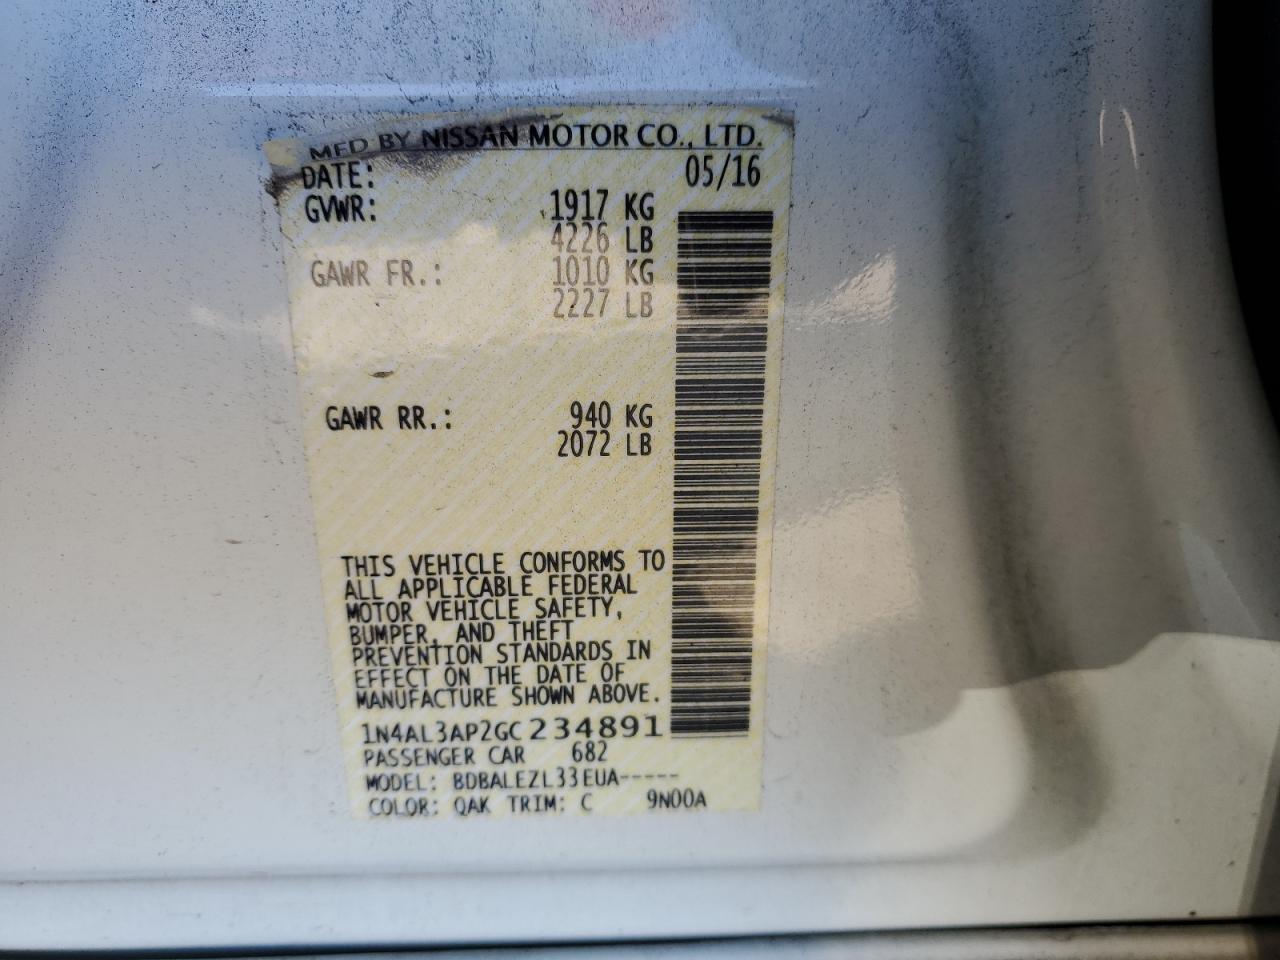 MFD BY NISSAN MOTOR CO., LTD.
DATE: 05/16
GVWR: 1917 KG
4226 LB
GAWR FR.: 1010 KG
2227 LB
GAWR RR.: 940 KG
2072 LB
THIS VEHICLE CONFORMS TO
ALL APPLICABLE FEDERAL
MOTOR VEHICLE SAFETY,
BUMPER, AND THEFT
PREVENTION STANDARDS IN
EFFECT ON THE DATE OF
MANUFACTURE SHOWN ABOVE.
1N4AL3AP2GC234891
PASSENGER CAR 682
MODEL: BDBALEZL33EUA-----
COLOR: QAK TRIM: C 9N00A